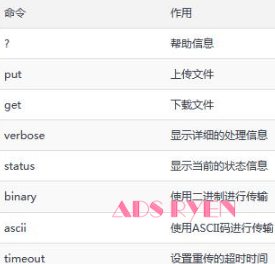 命令 作用
? 帮助信息
put 上传文件
get 下载文件
verbose 显示详细的处理信息
status 显示当前的状态信息
binary 使用二进制进行传输
ADS RYEN
ascii 使用ASCII码进行传输
timeout 设置重传的超时时间